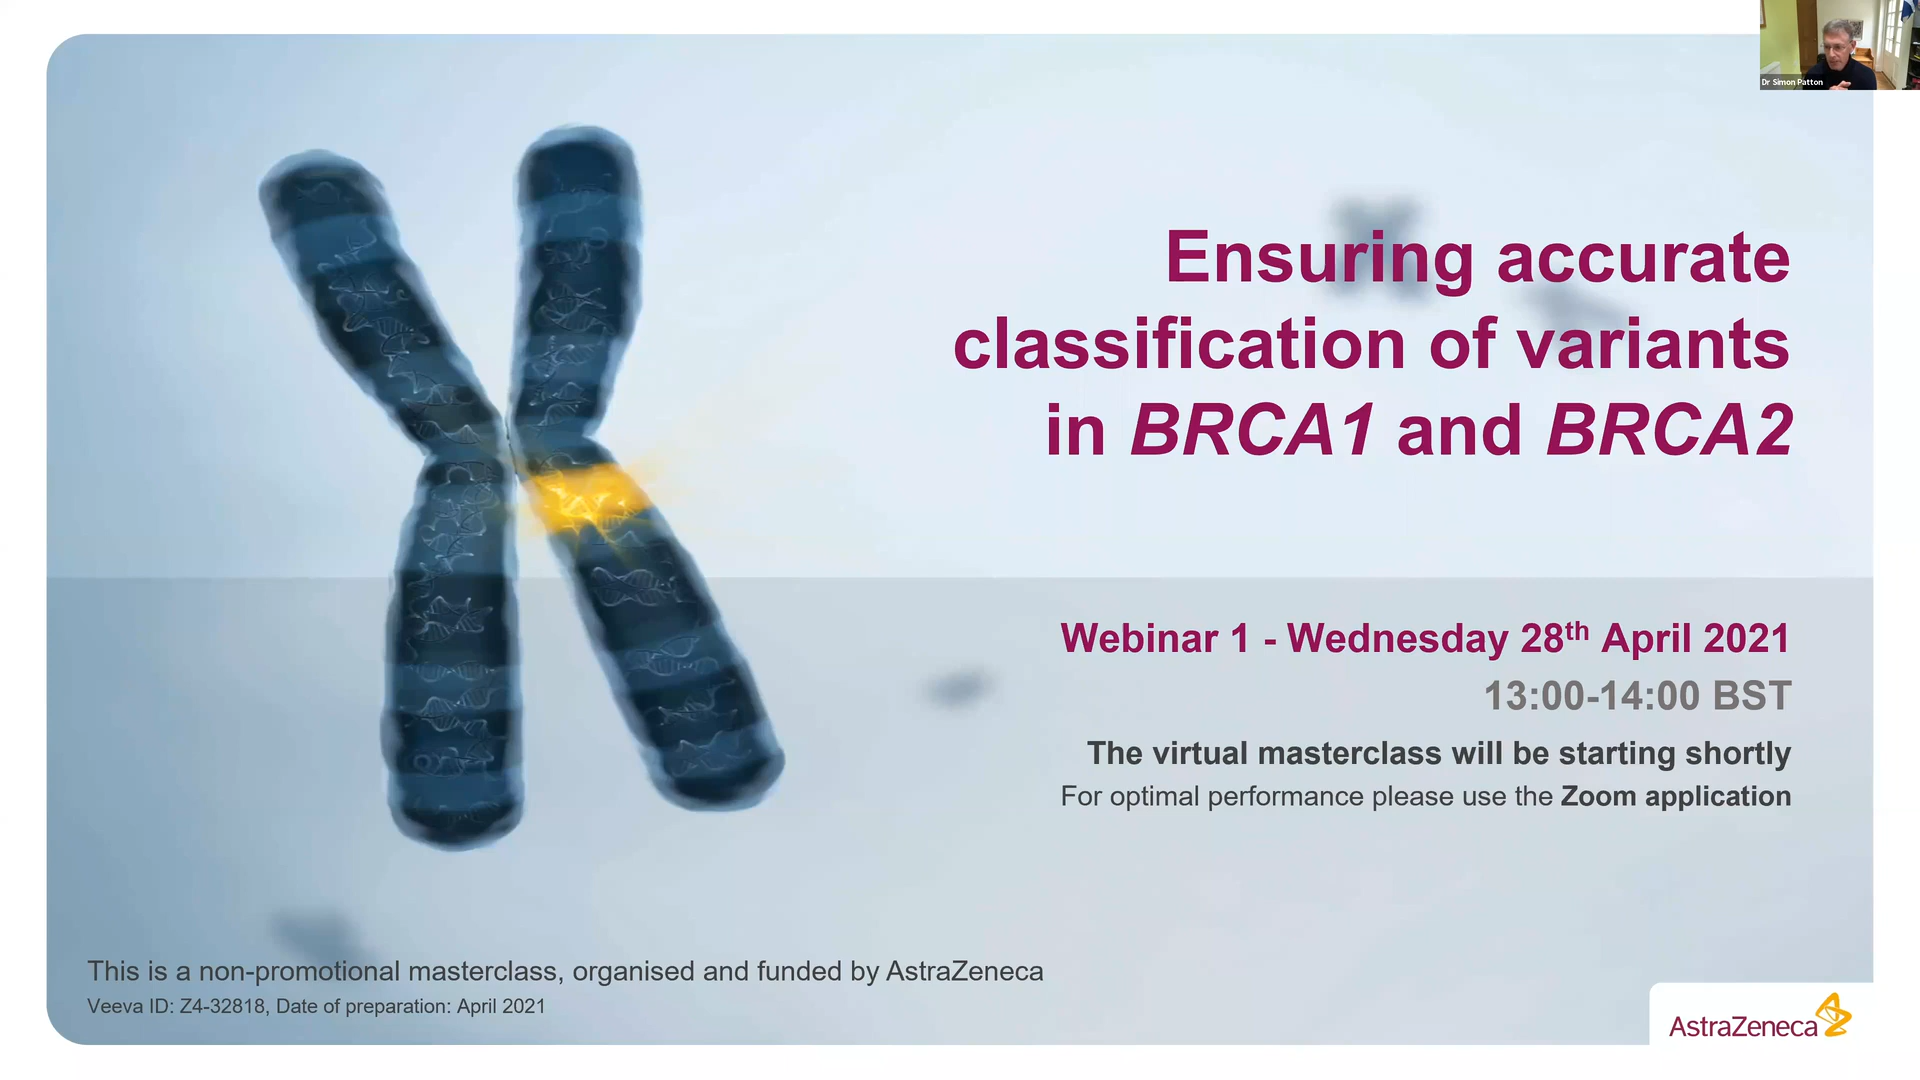 Dr Simon Patton
Ensuring accurate
classification of variants
in BRCA1 and BRCA2
Webinar 1 - Wednesday 28th April 2021
13:00-14:00 BST
The virtual masterclass will be starting shortly
For optimal performance please use the Zoom application
This is a non-promotional masterclass, organised and funded by AstraZeneca
Veeva ID: Z4-32818, Date of preparation: April 2021
AstraZeneca